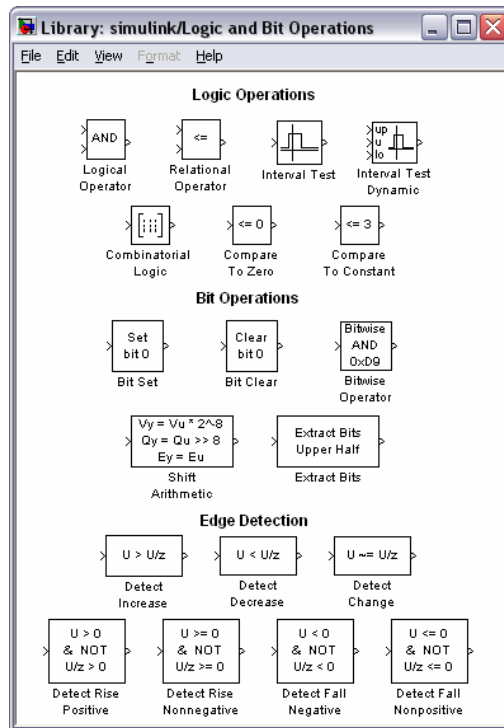 Library: simulink/Logic and Bit Operations
File Edit View Format Help
Logic Operations
AND
<=
up
u
lo
Logical
Operator
Relational
Operator
Interval Test
Interval Test
Dynamic
<= 0
<= 3
Combinatorial
Logic
Compare
To Zero
Compare
To Constant
Bit Operations
Set
bit 0
Clear
bit 0
Bitwise
AND
0xD9
Bit Set
Bit Clear
Bitwise
Operator
Vy = Vu * 2^-8
Qy = Qu >> 8
Ey = Eu
Extract Bits
Upper Half
Shift
Arithmetic
Extract Bits
Edge Detection
U > U/z
U < U/z
U ~= U/z
Detect
Increase
Detect
Decrease
Detect
Change
U > 0
& NOT
U/z > 0
U >= 0
& NOT
U/z >= 0
U < 0
& NOT
U/z < 0
U <= 0
& NOT
U/z <= 0
Detect Rise
Positive
Detect Rise
Nonnegative
Detect Fall
Negative
Detect Fall
Nonpositive